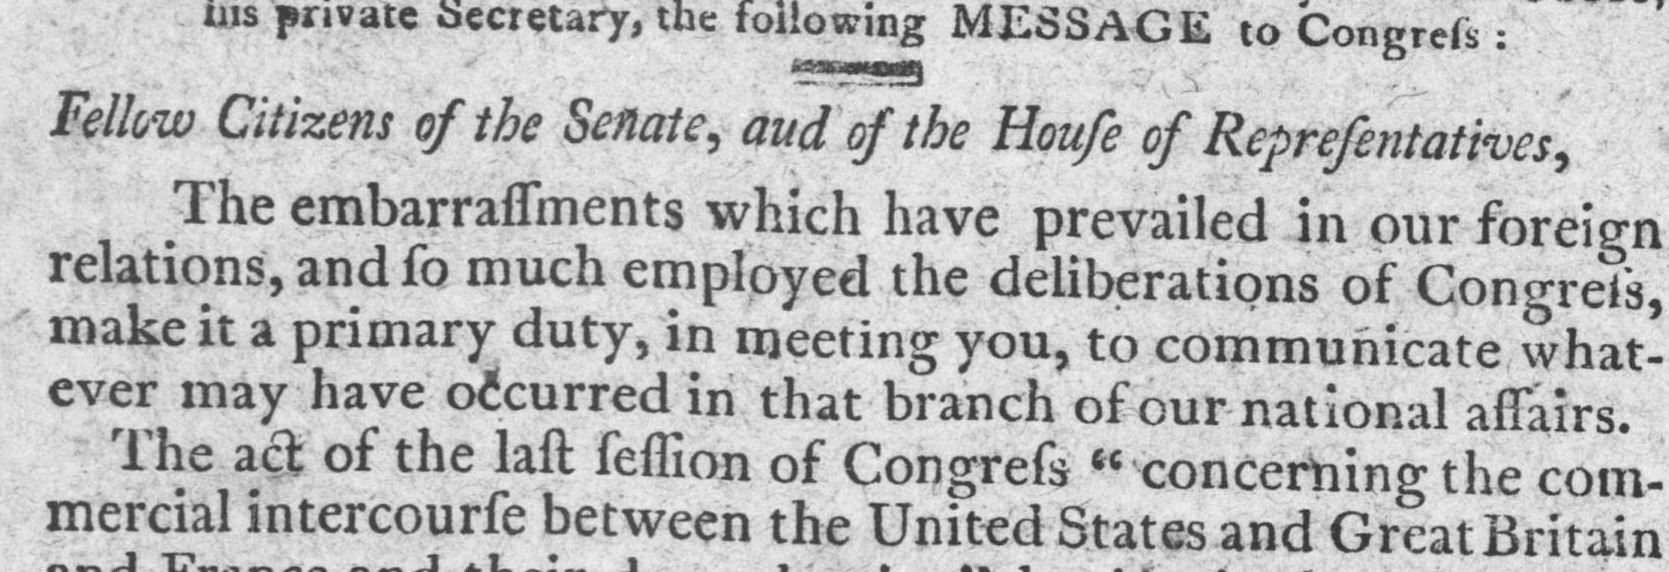 his private Secretary, the following MESSAGE to Congreſs :
Fellow Citizens of the Senate, aud of the Houſe of Repreſentatives,
The embarraſſments which have prevailed in our foreign
relations, and ſo much employed the deliberations of Congreſs,
make it a primary duty, in meeting you, to communicate what-
ever may have occurred in that branch of our national affairs.
The act of the laſt ſeſſion of Congreſs “ concerning the com-
mercial intercourſe between the United States and Great Britain
and France and their